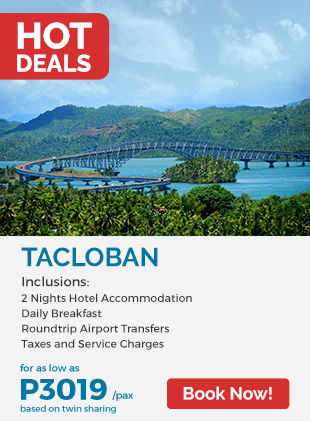 HOT
DEALS
TACLOBAN
Inclusions:
2 Nights Hotel Accommodation
Daily Breakfast
Roundtrip Airport Transfers
Taxes and Service Charges
for as low as
P3019 /pax
based on twin sharing
Book Now!